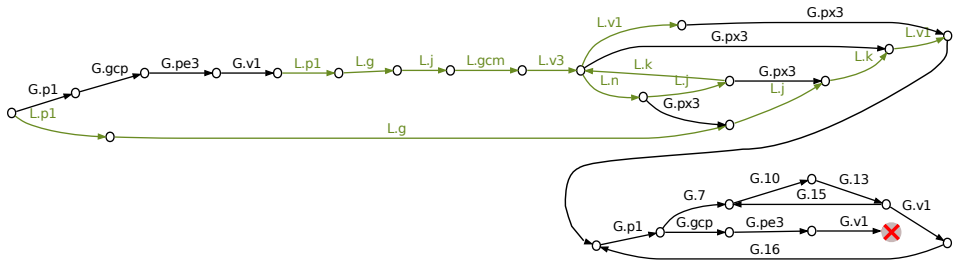 L.v1
G.px3
G.px3
L.v1
G.gcp
G.pe3
G.v1
L.p1
L.g
L.j
L.gcm
L.v3
L.k
L.k
G.p1
L.n
L.j
G.px3
L.j
L.p1
G.px3
L.g
G.10
G.13
G.7
G.15
G.v1
G.p1
G.gcp
G.pe3
G.v1
G.16